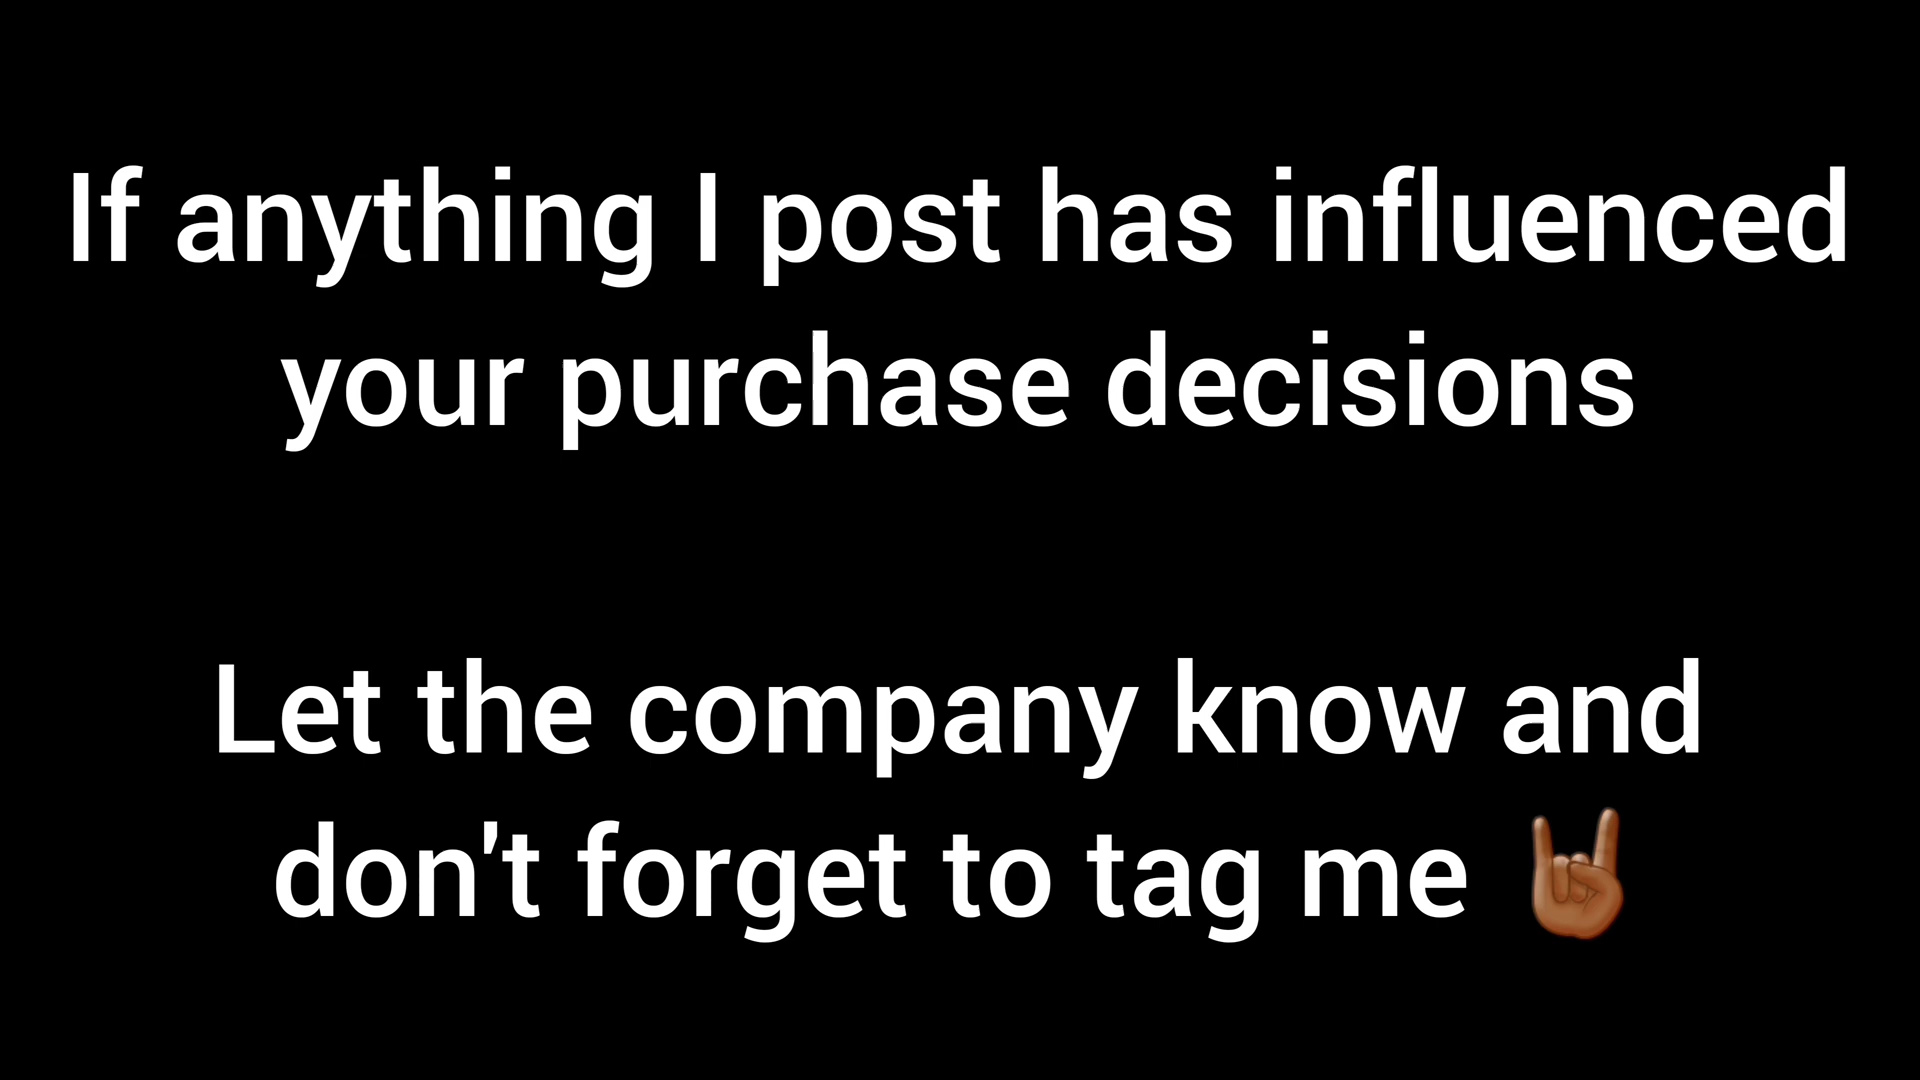 If anything I post has influenced
your purchase decisions
Let the company know and
don't forget to tag me 🤘🏾